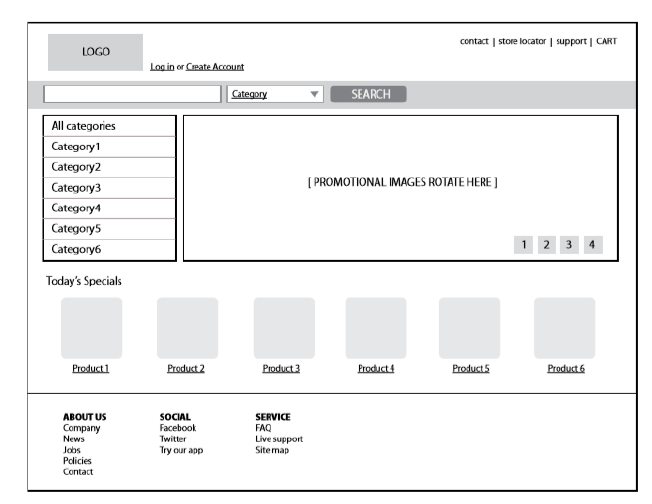 contact | store locator | support | CART
LOGO
Log in or Create Account
Category
SEARCH
All categories
Category1
Category2
Category3
Category4
Category5
Category6
[ PROMOTIONAL IMAGES ROTATE HERE ]
1 2 3 4
Today's Specials
Product 1
Product 2
Product 3
Product 4
Product 5
Product 6
ABOUT US
Company
News
Jobs
Policies
Contact
SOCIAL
Facebook
Twitter
Try our app
SERVICE
FAQ
Live support
Sitemap